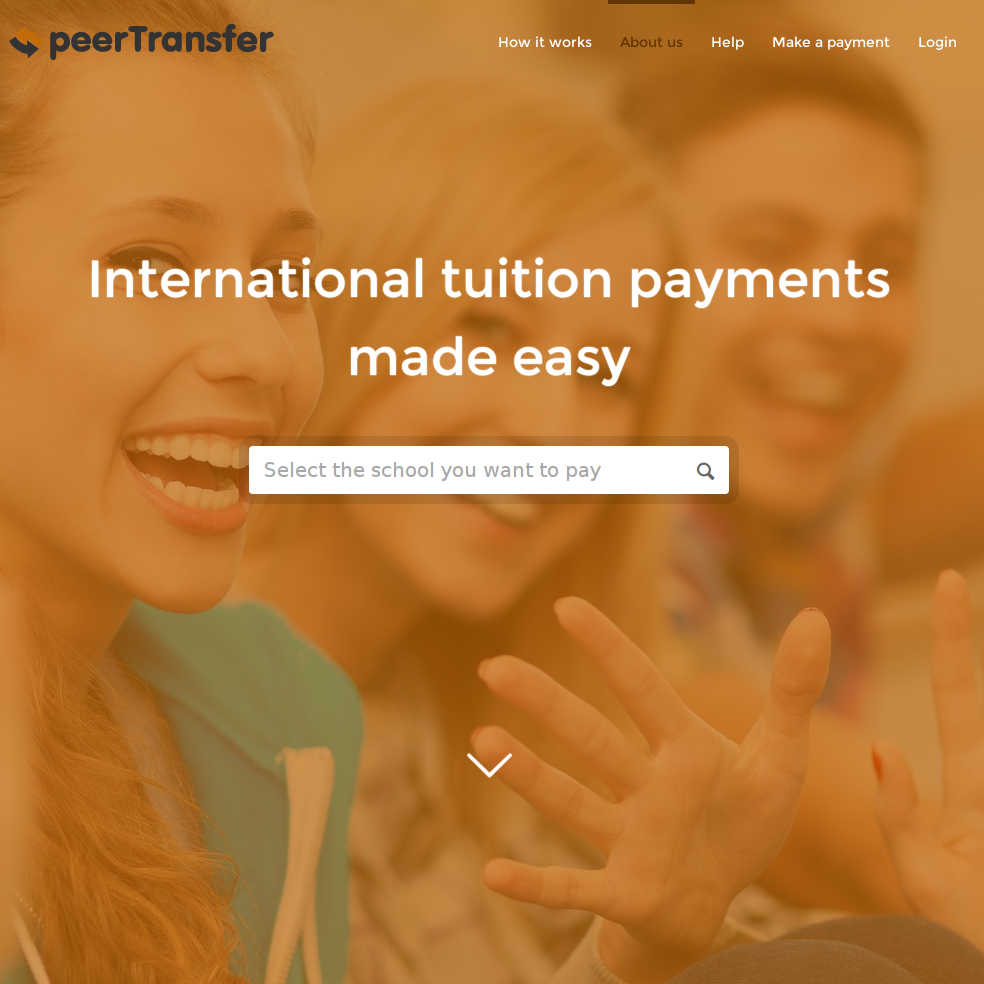 peerTransfer
How it works About us Help Make a payment Login
International tuition payments
made easy
Select the school you want to pay